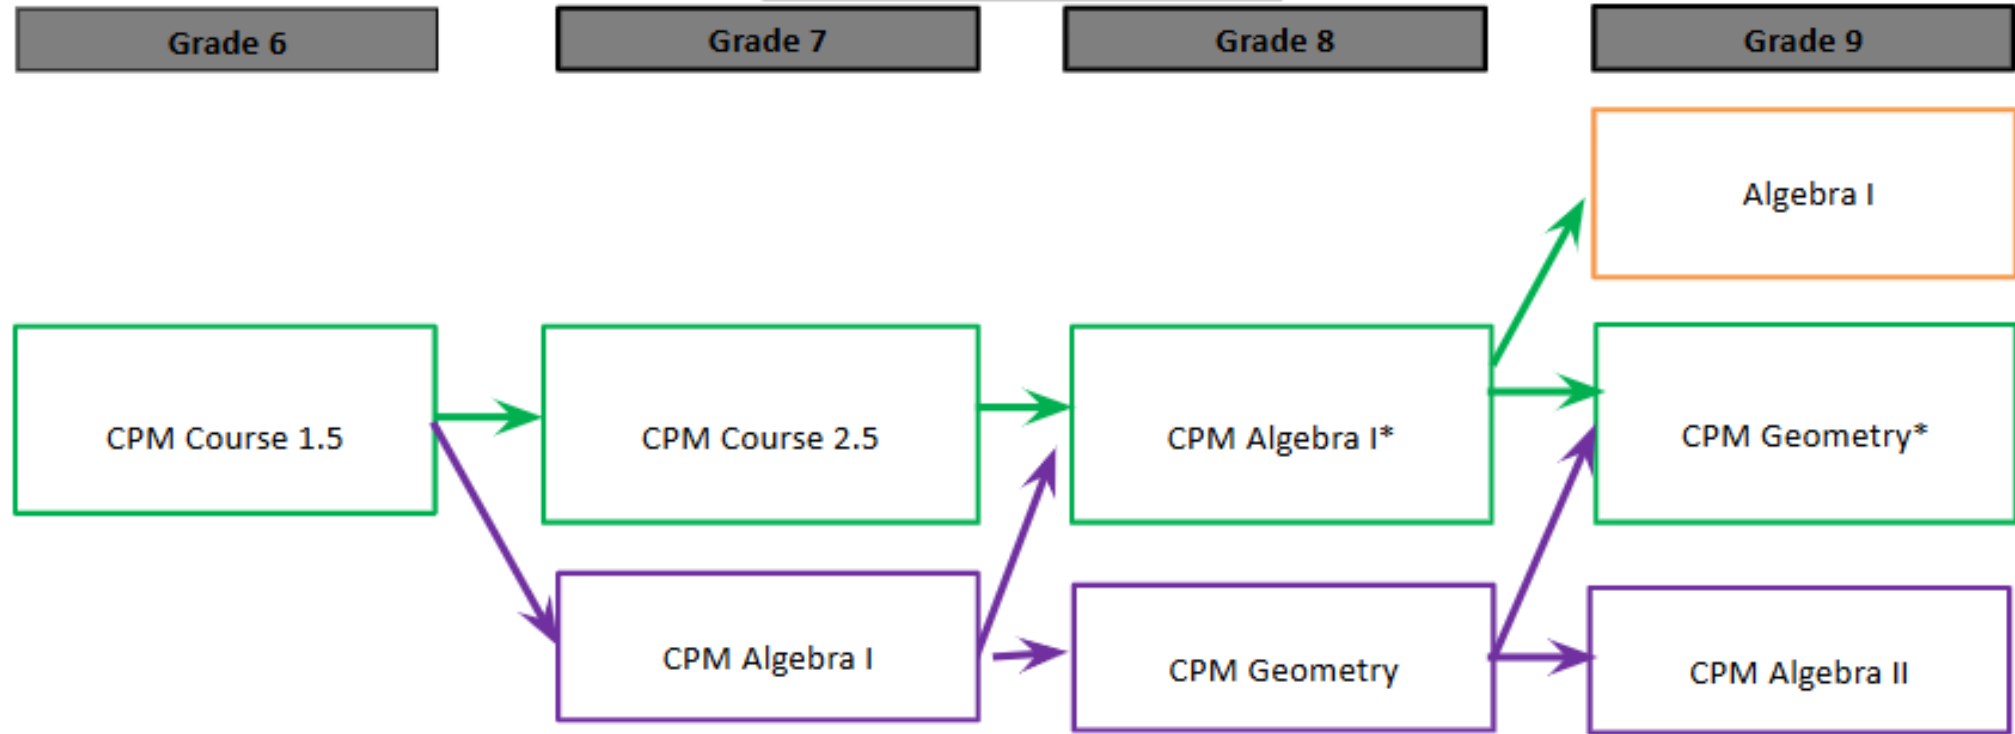 Grade 6
Grade 7
Grade 8
Grade 9
Algebra I
CPM Course 1.5
CPM Course 2.5
CPM Algebra I*
CPM Geometry*
CPM Algebra I
CPM Geometry
CPM Algebra II